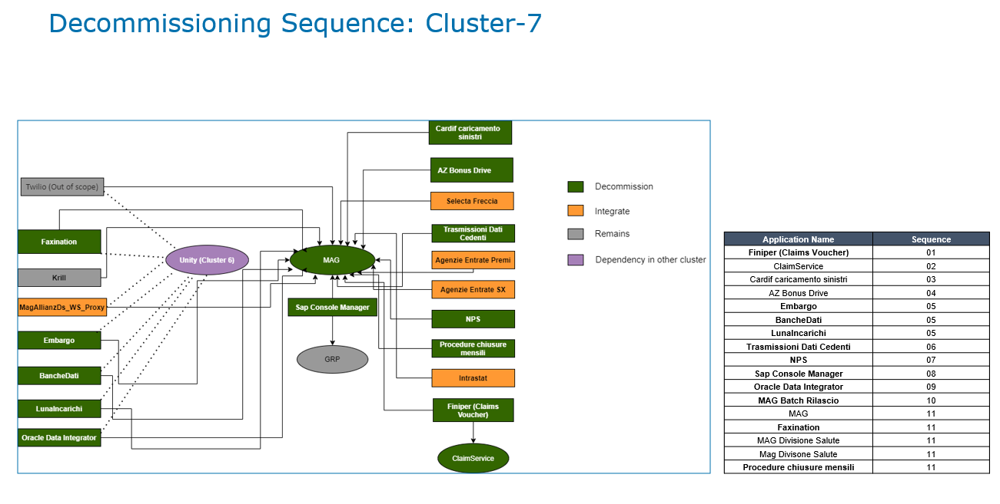 Decommissioning Sequence: Cluster-7
Cardif caricamento
sinistri
AZ Bonus Drive
Twilio (Out of scope)
Selecta Freccia
Trasmissioni Dati
Cedenti
Faxination
Unity (Cluster 6)
MAG
Agenzie Entrate Premi
Krill
Agenzie Entrate SX
MagAllianzDs_WS_Proxy
Sap Console Manager
NPS
Embargo
Procedure chiusure
mensili
GRP
BancheDati
Intrastat
LunaIncarichi
Finiper (Claims
Voucher)
Oracle Data Integrator
ClaimService
Decommission
Integrate
Remains
Dependency in other cluster
Application Name Sequence
Finiper (Claims Voucher) 01
ClaimService 02
Cardif caricamento sinistri 03
AZ Bonus Drive 04
Embargo 05
BancheDati 05
LunaIncarichi 05
Trasmissioni Dati Cedenti 06
NPS 07
Sap Console Manager 08
Oracle Data Integrator 09
MAG Batch Rilascio 10
MAG 11
Faxination 11
MAG Divisione Salute 11
Mag Divisone Salute 11
Procedure chiusure mensili 11